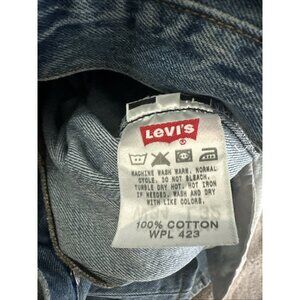 LEVI'S
MACHINE WASH WARM, NORMAL
CYCLE. DO NOT BLEACH.
TUMBLE DRY HOT. HOT IRON
IF NEEDED. WASH AND DRY
WITH LIKE COLORS.
100% COTTON
WPL 423